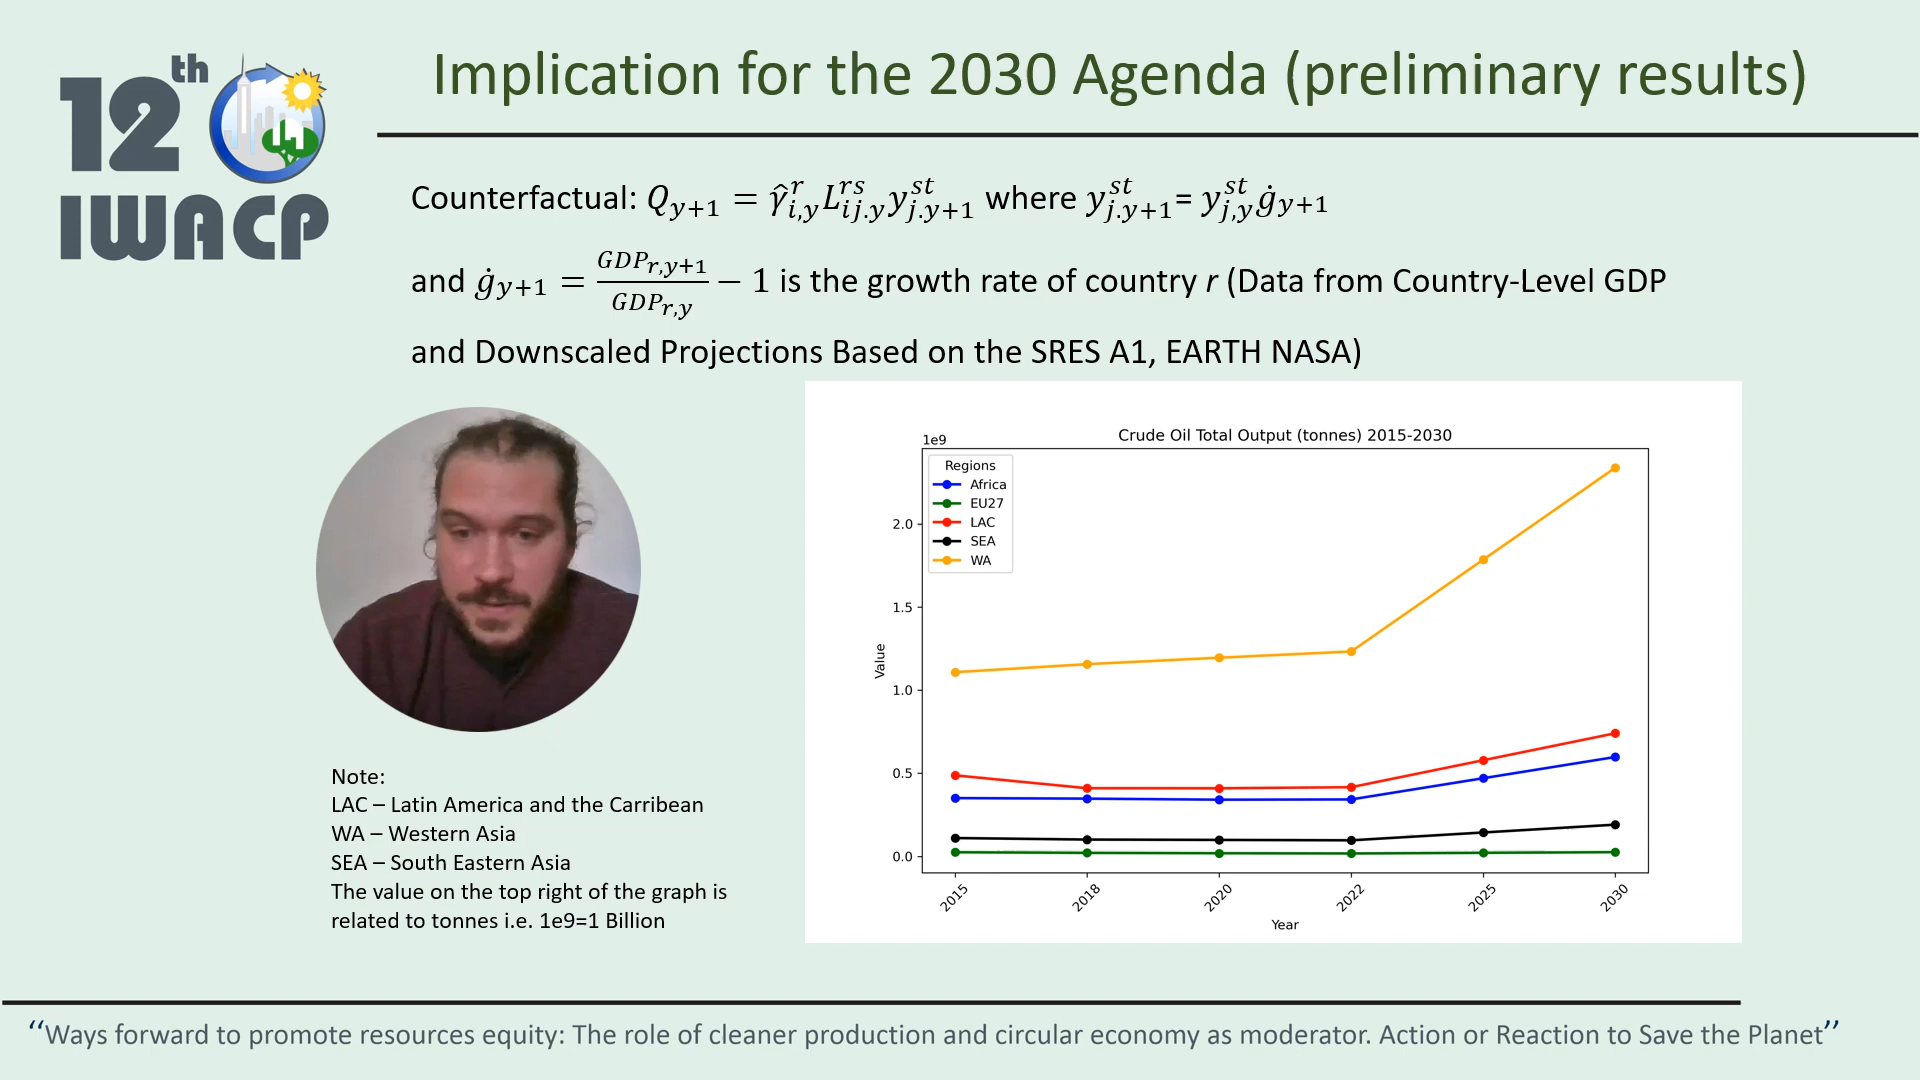 12th
IWACP
Implication for the 2030 Agenda (preliminary results)
Counterfactual: Q_{y+1} = γ̂^r_{i,y} L^{rs}_{ij.y} y^{st}_{j.y+1} where y^{st}_{j.y+1}= y^{st}_{j,y} ġ_{y+1}
and ġ_{y+1} = GDP_{r,y+1}/GDP_{r,y} − 1 is the growth rate of country r (Data from Country-Level GDP
and Downscaled Projections Based on the SRES A1, EARTH NASA)
Crude Oil Total Output (tonnes) 2015-2030
1e9
Regions
Africa
EU27
LAC
SEA
WA
2.0
1.5
1.0
0.5
0.0
Value
2015 2018 2020 2022 2025 2030
Year
Note:
LAC – Latin America and the Carribean
WA – Western Asia
SEA – South Eastern Asia
The value on the top right of the graph is
related to tonnes i.e. 1e9=1 Billion
“Ways forward to promote resources equity: The role of cleaner production and circular economy as moderator. Action or Reaction to Save the Planet”